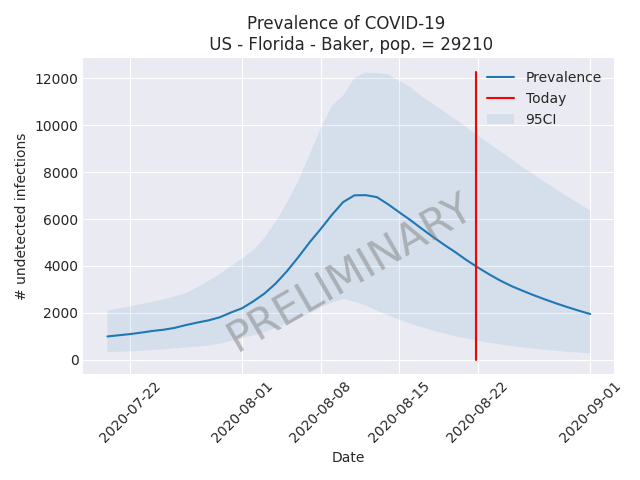 Prevalence of COVID-19
US - Florida - Baker, pop. = 29210
12000
10000
8000
6000
4000
2000
0
# undetected infections
Prevalence
Today
95CI
PRELIMINARY
2020-07-22
2020-08-01
2020-08-08
2020-08-15
2020-08-22
2020-09-01
Date